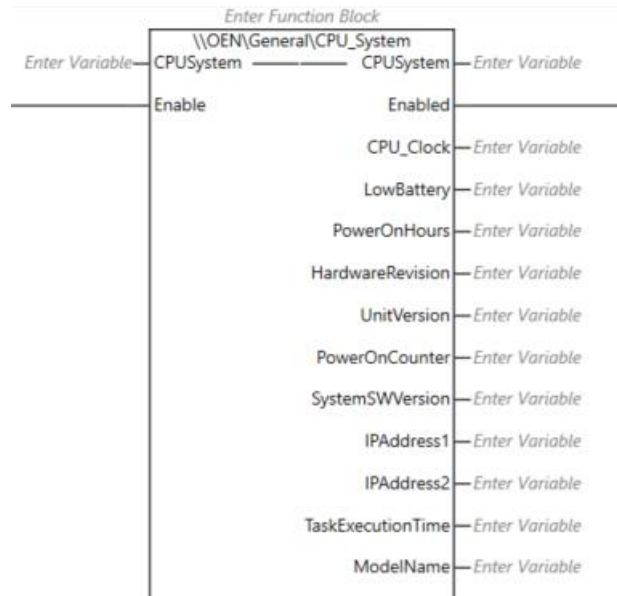 Enter Function Block
\\OEN\General\CPU_System
Enter Variable CPUSystem CPUSystem Enter Variable
Enable Enabled
CPU_Clock Enter Variable
LowBattery Enter Variable
PowerOnHours Enter Variable
HardwareRevision Enter Variable
UnitVersion Enter Variable
PowerOnCounter Enter Variable
SystemSWVersion Enter Variable
IPAddress1 Enter Variable
IPAddress2 Enter Variable
TaskExecutionTime Enter Variable
ModelName Enter Variable